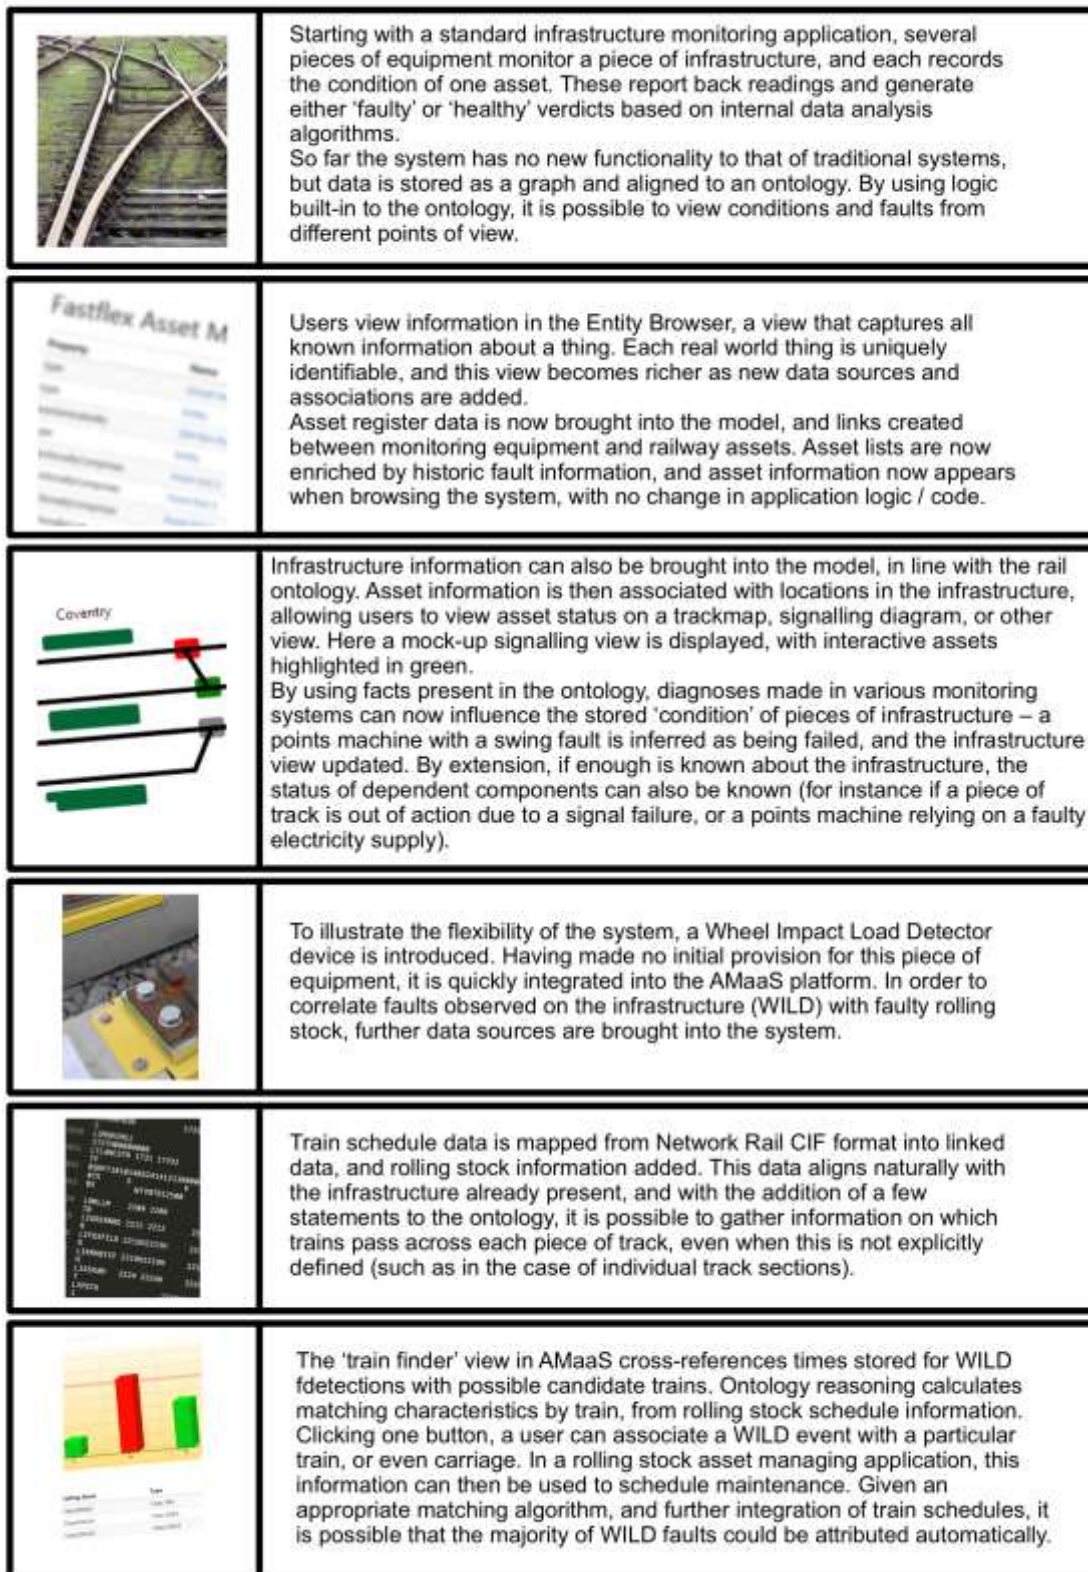 Starting with a standard infrastructure monitoring application, several
pieces of equipment monitor a piece of infrastructure, and each records
the condition of one asset. These report back readings and generate
either 'faulty' or 'healthy' verdicts based on internal data analysis
algorithms.
So far the system has no new functionality to that of traditional systems,
but data is stored as a graph and aligned to an ontology. By using logic
built-in to the ontology, it is possible to view conditions and faults from
different points of view.
Fastflex Asset M
Property
Name
Users view information in the Entity Browser, a view that captures all
known information about a thing. Each real world thing is uniquely
identifiable, and this view becomes richer as new data sources and
associations are added.
Asset register data is now brought into the model, and links created
between monitoring equipment and railway assets. Asset lists are now
enriched by historic fault information, and asset information now appears
when browsing the system, with no change in application logic / code.
Coventry
Infrastructure information can also be brought into the model, in line with the rail
ontology. Asset information is then associated with locations in the infrastructure,
allowing users to view asset status on a trackmap, signalling diagram, or other
view. Here a mock-up signalling view is displayed, with interactive assets
highlighted in green.
By using facts present in the ontology, diagnoses made in various monitoring
systems can now influence the stored 'condition' of pieces of infrastructure – a
points machine with a swing fault is inferred as being failed, and the infrastructure
view updated. By extension, if enough is known about the infrastructure, the
status of dependent components can also be known (for instance if a piece of
track is out of action due to a signal failure, or a points machine relying on a faulty
electricity supply).
To illustrate the flexibility of the system, a Wheel Impact Load Detector
device is introduced. Having made no initial provision for this piece of
equipment, it is quickly integrated into the AMaaS platform. In order to
correlate faults observed on the infrastructure (WILD) with faulty rolling
stock, further data sources are brought into the system.
Train schedule data is mapped from Network Rail CIF format into linked
data, and rolling stock information added. This data aligns naturally with
the infrastructure already present, and with the addition of a few
statements to the ontology, it is possible to gather information on which
trains pass across each piece of track, even when this is not explicitly
defined (such as in the case of individual track sections).
Type
The 'train finder' view in AMaaS cross-references times stored for WILD
fdetections with possible candidate trains. Ontology reasoning calculates
matching characteristics by train, from rolling stock schedule information.
Clicking one button, a user can associate a WILD event with a particular
train, or even carriage. In a rolling stock asset managing application, this
information can then be used to schedule maintenance. Given an
appropriate matching algorithm, and further integration of train schedules, it
is possible that the majority of WILD faults could be attributed automatically.